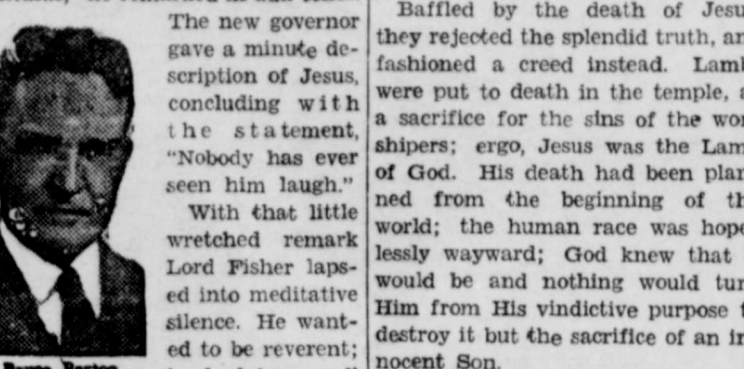 The new governor
gave a minute de-
scription of Jesus,
concluding with
the statement,
"Nobody has ever
seen him laugh."
With that little
wretched remark
Lord Fisher laps-
ed into meditative
silence. He want-
ed to be reverent;
Baffled by the death of Jesu
they rejected the splendid truth, an
fashioned a creed instead. Lamb
were put to death in the temple, a
a sacrifice for the sins of the wor
shipers; ergo, Jesus was the Lam
of God. His death had been plan
ned from the beginning of th
world; the human race was hope
lessly wayward; God knew that
would be and nothing would tur
Him from His vindictive purpose t
destroy it but the sacrifice of an in
nocent Son.